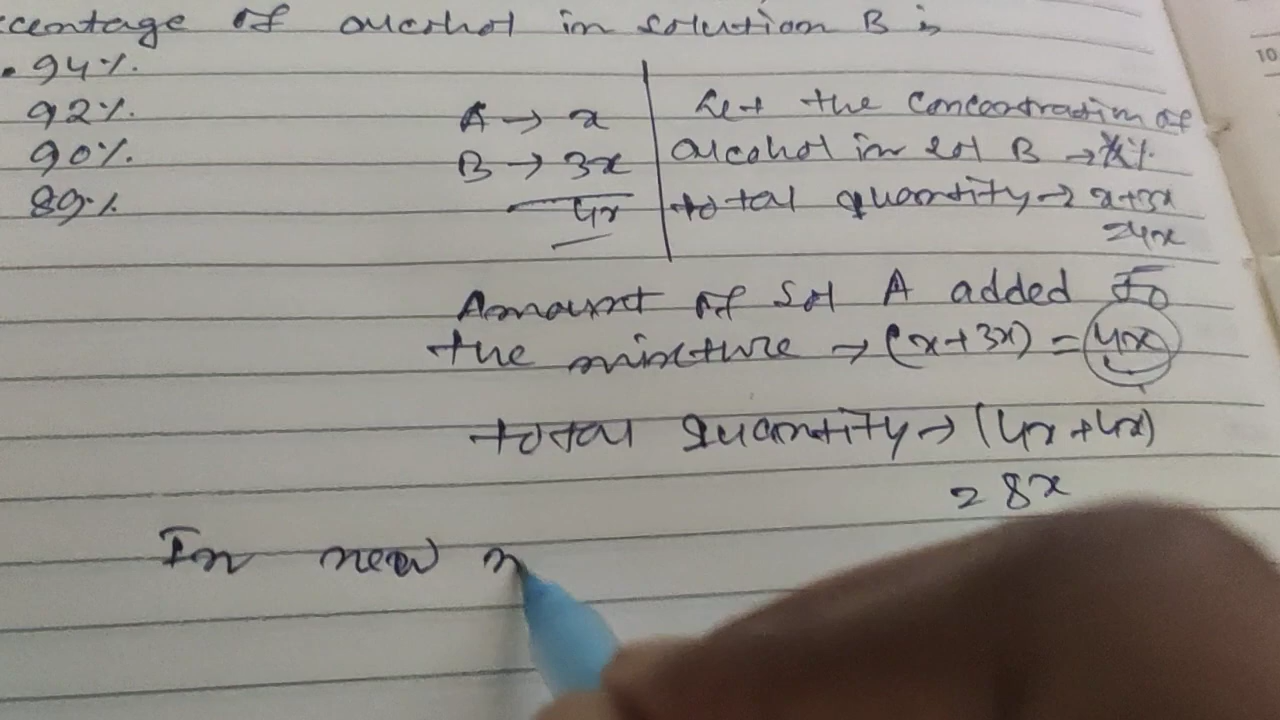 centage of alcohol in solution B is
. 94%.
92%.
90%.
89%.
A → x
B → 3x
4x
Let the concentration of
alcohol in sol B → %
total quantity → x+3x
=4x
Amount of Sol A added to
the mixture → (x+3x) = 4x
total quantity → (4x+4x)
= 8x
In new m
10